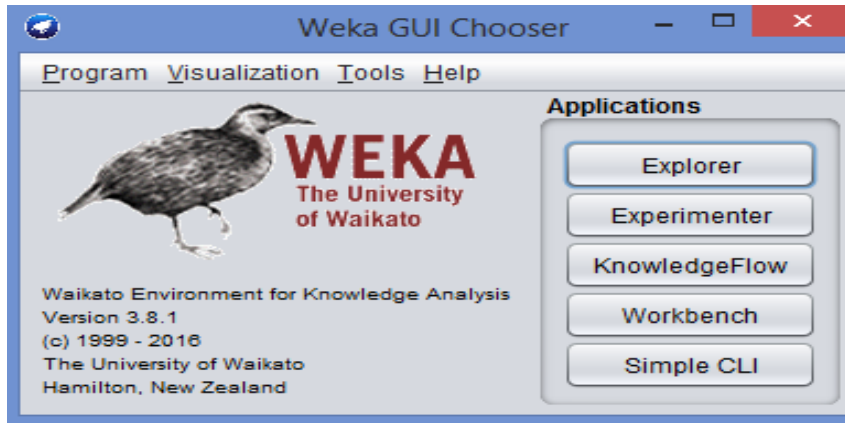 Weka GUI Chooser
Program Visualization Tools Help
WEKA
The University
of Waikato
Waikato Environment for Knowledge Analysis
Version 3.8.1
(c) 1999 - 2016
The University of Waikato
Hamilton, New Zealand
Applications
Explorer
Experimenter
KnowledgeFlow
Workbench
Simple CLI